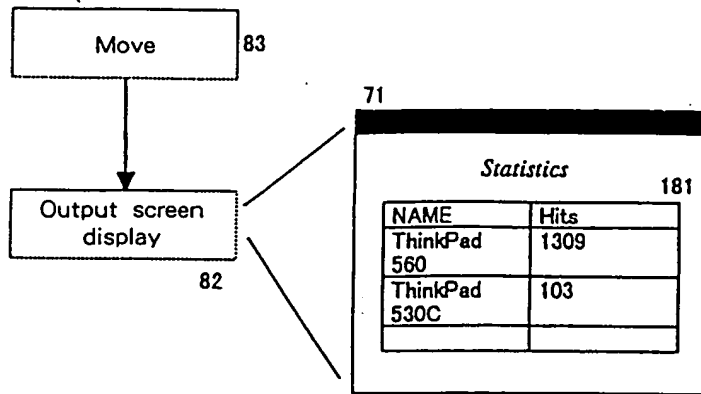 Move
83
Output screen
display
82
71
Statistics
181
NAME Hits
ThinkPad 1309
560
ThinkPad 103
530C